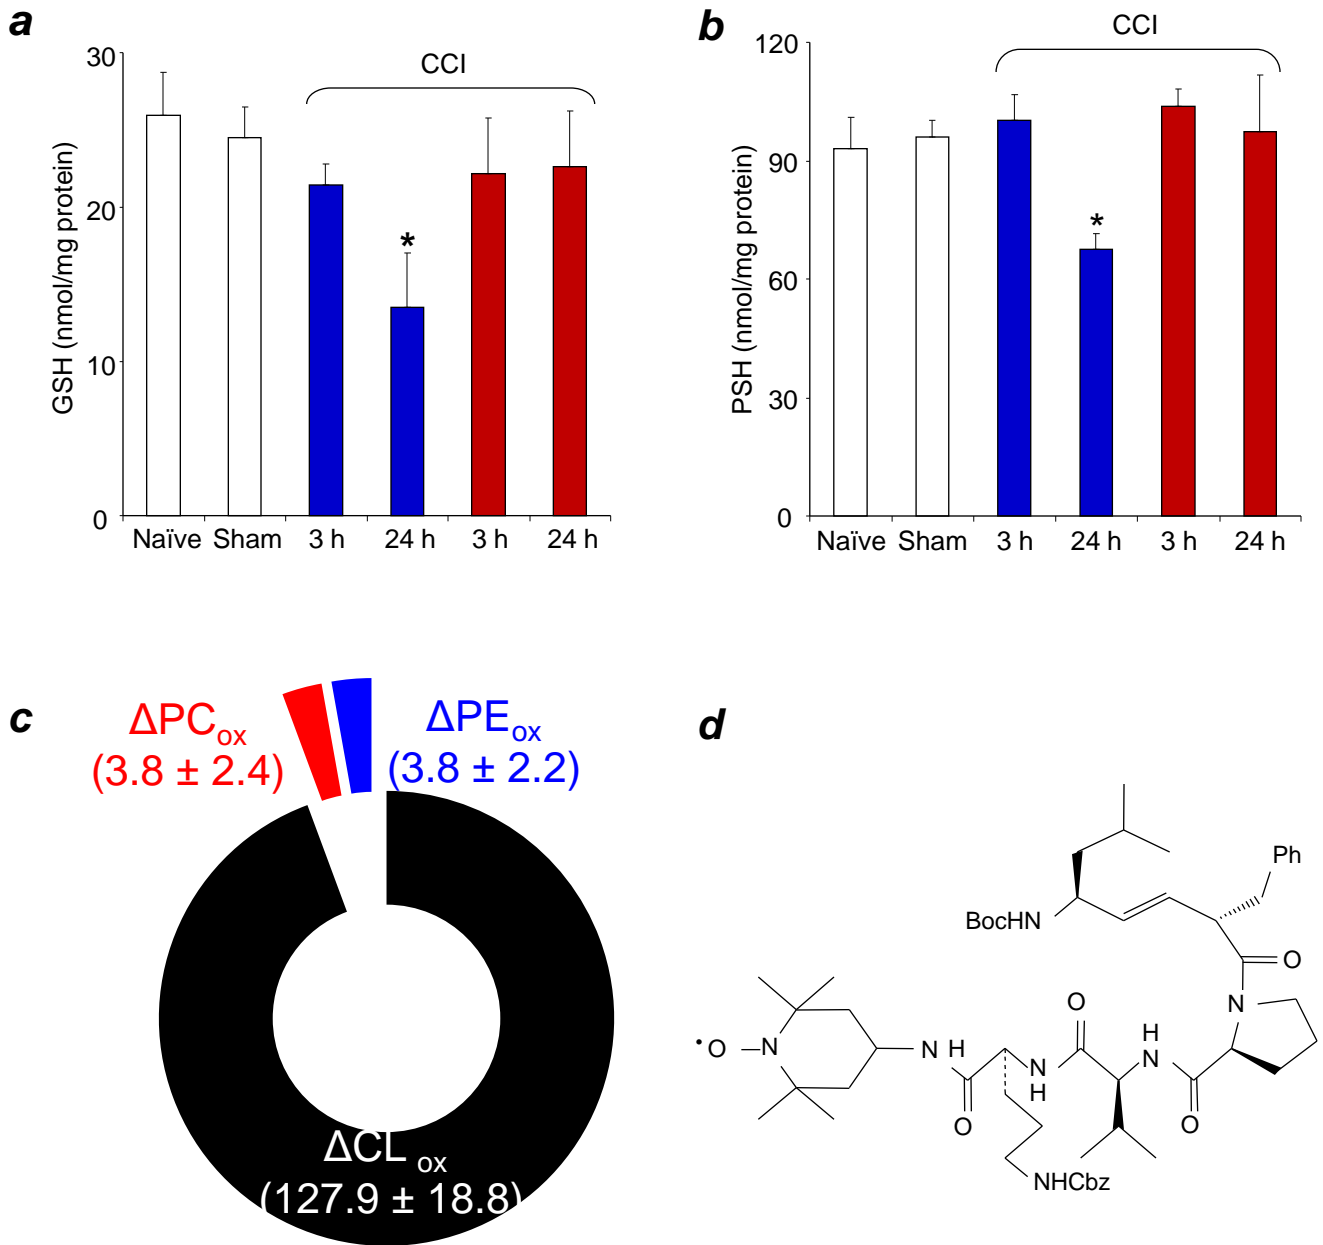 a
CCI
GSH (nmol/mg protein)
30
20
10
0
*
Naïve Sham 3 h 24 h 3 h 24 h
b
CCI
PSH (nmol/mg protein)
120
90
60
30
0
*
Naïve Sham 3 h 24 h 3 h 24 h
c
ΔPCox
(3.8 ± 2.4)
ΔPEox
(3.8 ± 2.2)
ΔCL ox
(127.9 ± 18.8)
d
Ph
BocHN
O
N
O
H
N H
N
•O
N
N
H
O
O
NHCbz